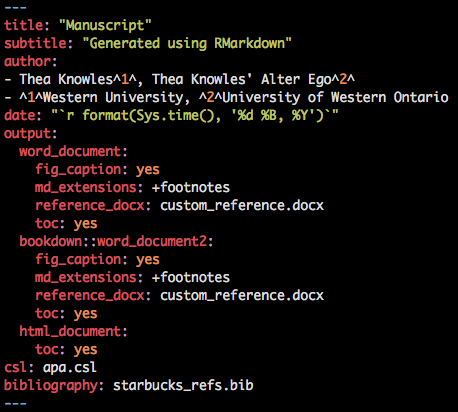 ---
title: "Manuscript"
subtitle: "Generated using RMarkdown"
author:
- Thea Knowles^1^, Thea Knowles' Alter Ego^2^
- ^1^Western University, ^2^University of Western Ontario
date: "`r format(Sys.time(), '%d %B, %Y')`"
output:
  word_document:
    fig_caption: yes
    md_extensions: +footnotes
    reference_docx: custom_reference.docx
    toc: yes
  bookdown::word_document2:
    fig_caption: yes
    md_extensions: +footnotes
    reference_docx: custom_reference.docx
    toc: yes
  html_document:
    toc: yes
csl: apa.csl
bibliography: starbucks_refs.bib
---